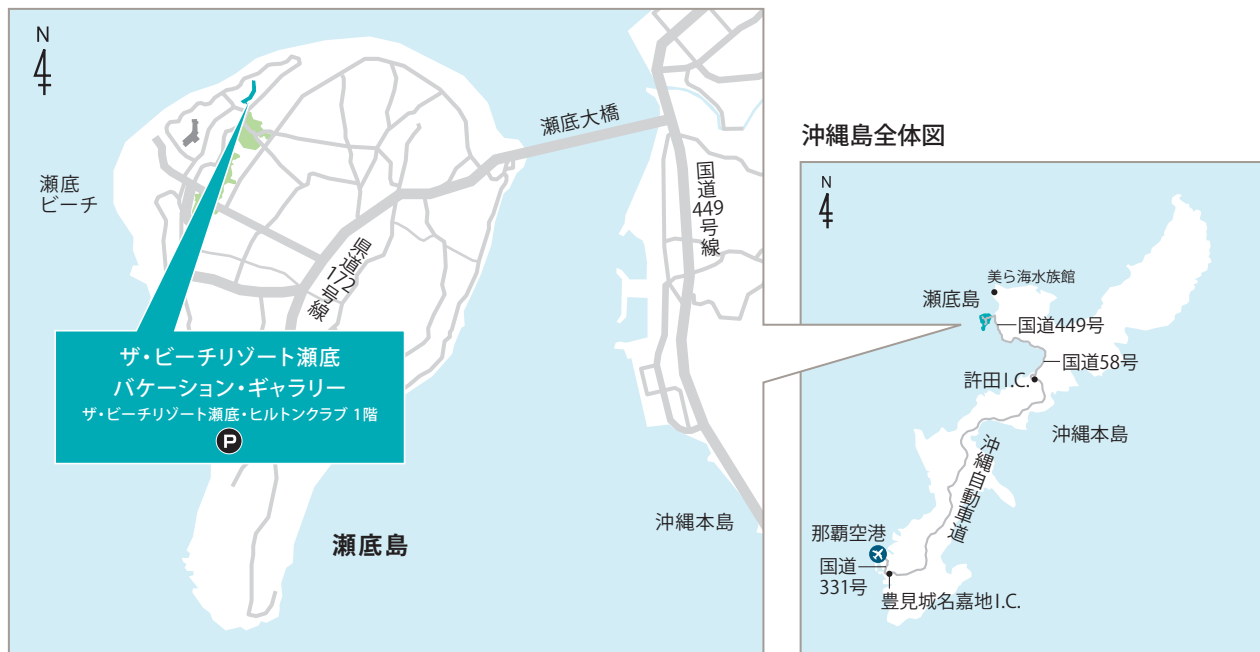 N
瀬底大橋
瀬底
ビーチ
国道449号線
県道172号線
ザ・ビーチリゾート瀬底
バケーション・ギャラリー
ザ・ビーチリゾート瀬底・ヒルトンクラブ 1階
P
瀬底島
沖縄本島
沖縄島全体図
N
美ら海水族館
瀬底島
国道449号
国道58号
許田I.C.
沖縄本島
沖縄自動車道
那覇空港
国道
331号
豊見城名嘉地I.C.